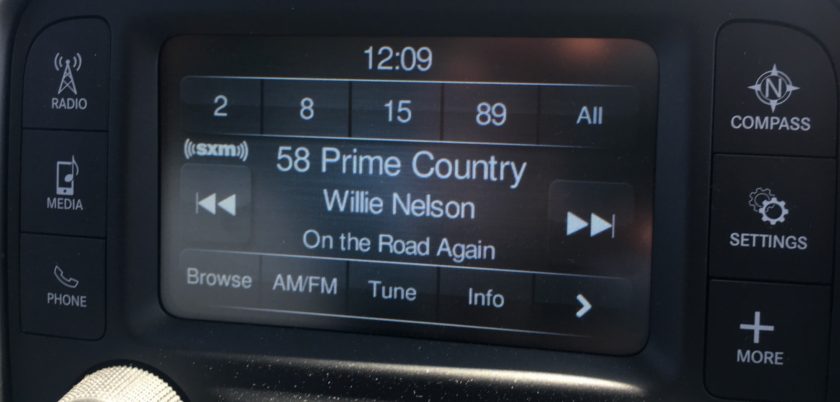 12:09
2 8 15 89 All
((sxm))
58 Prime Country
Willie Nelson
On the Road Again
Browse AM/FM Tune Info
RADIO
MEDIA
PHONE
N
COMPASS
SETTINGS
MORE